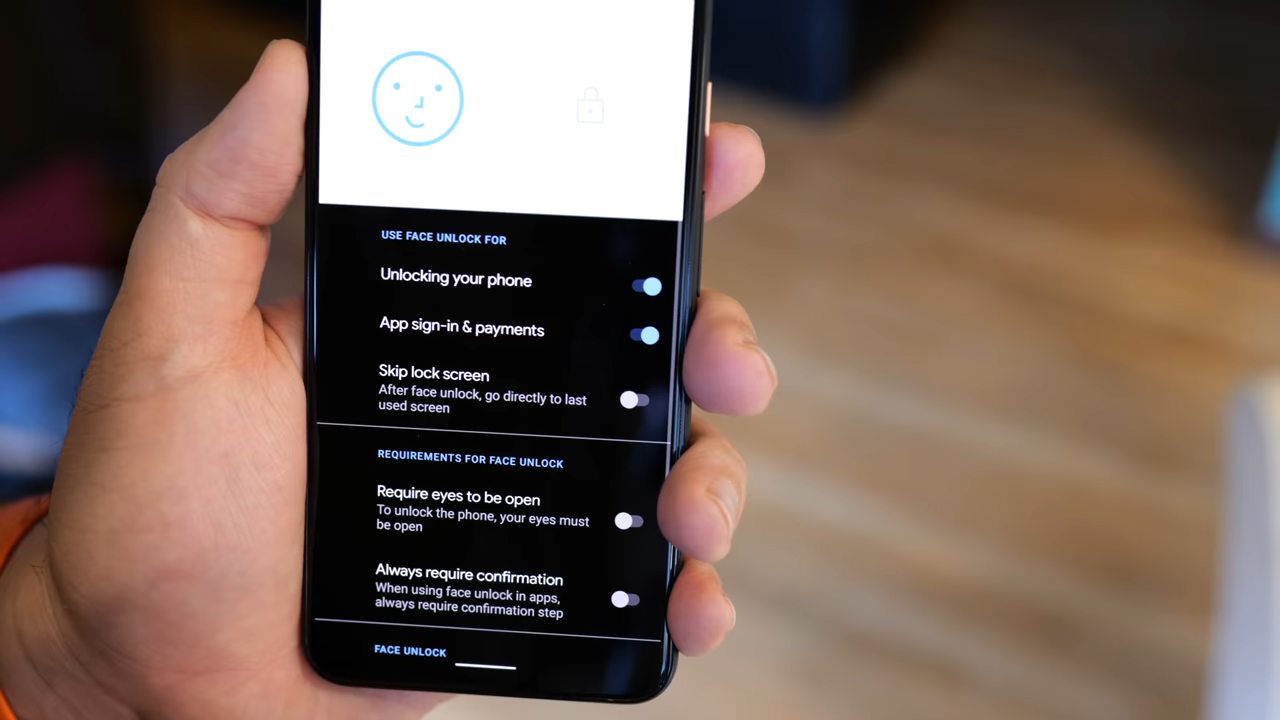 USE FACE UNLOCK FOR
Unlocking your phone
App sign-in & payments
Skip lock screen
After face unlock, go directly to last
used screen
REQUIREMENTS FOR FACE UNLOCK
Require eyes to be open
To unlock the phone, your eyes must
be open
Always require confirmation
When using face unlock in apps,
always require confirmation step
FACE UNLOCK